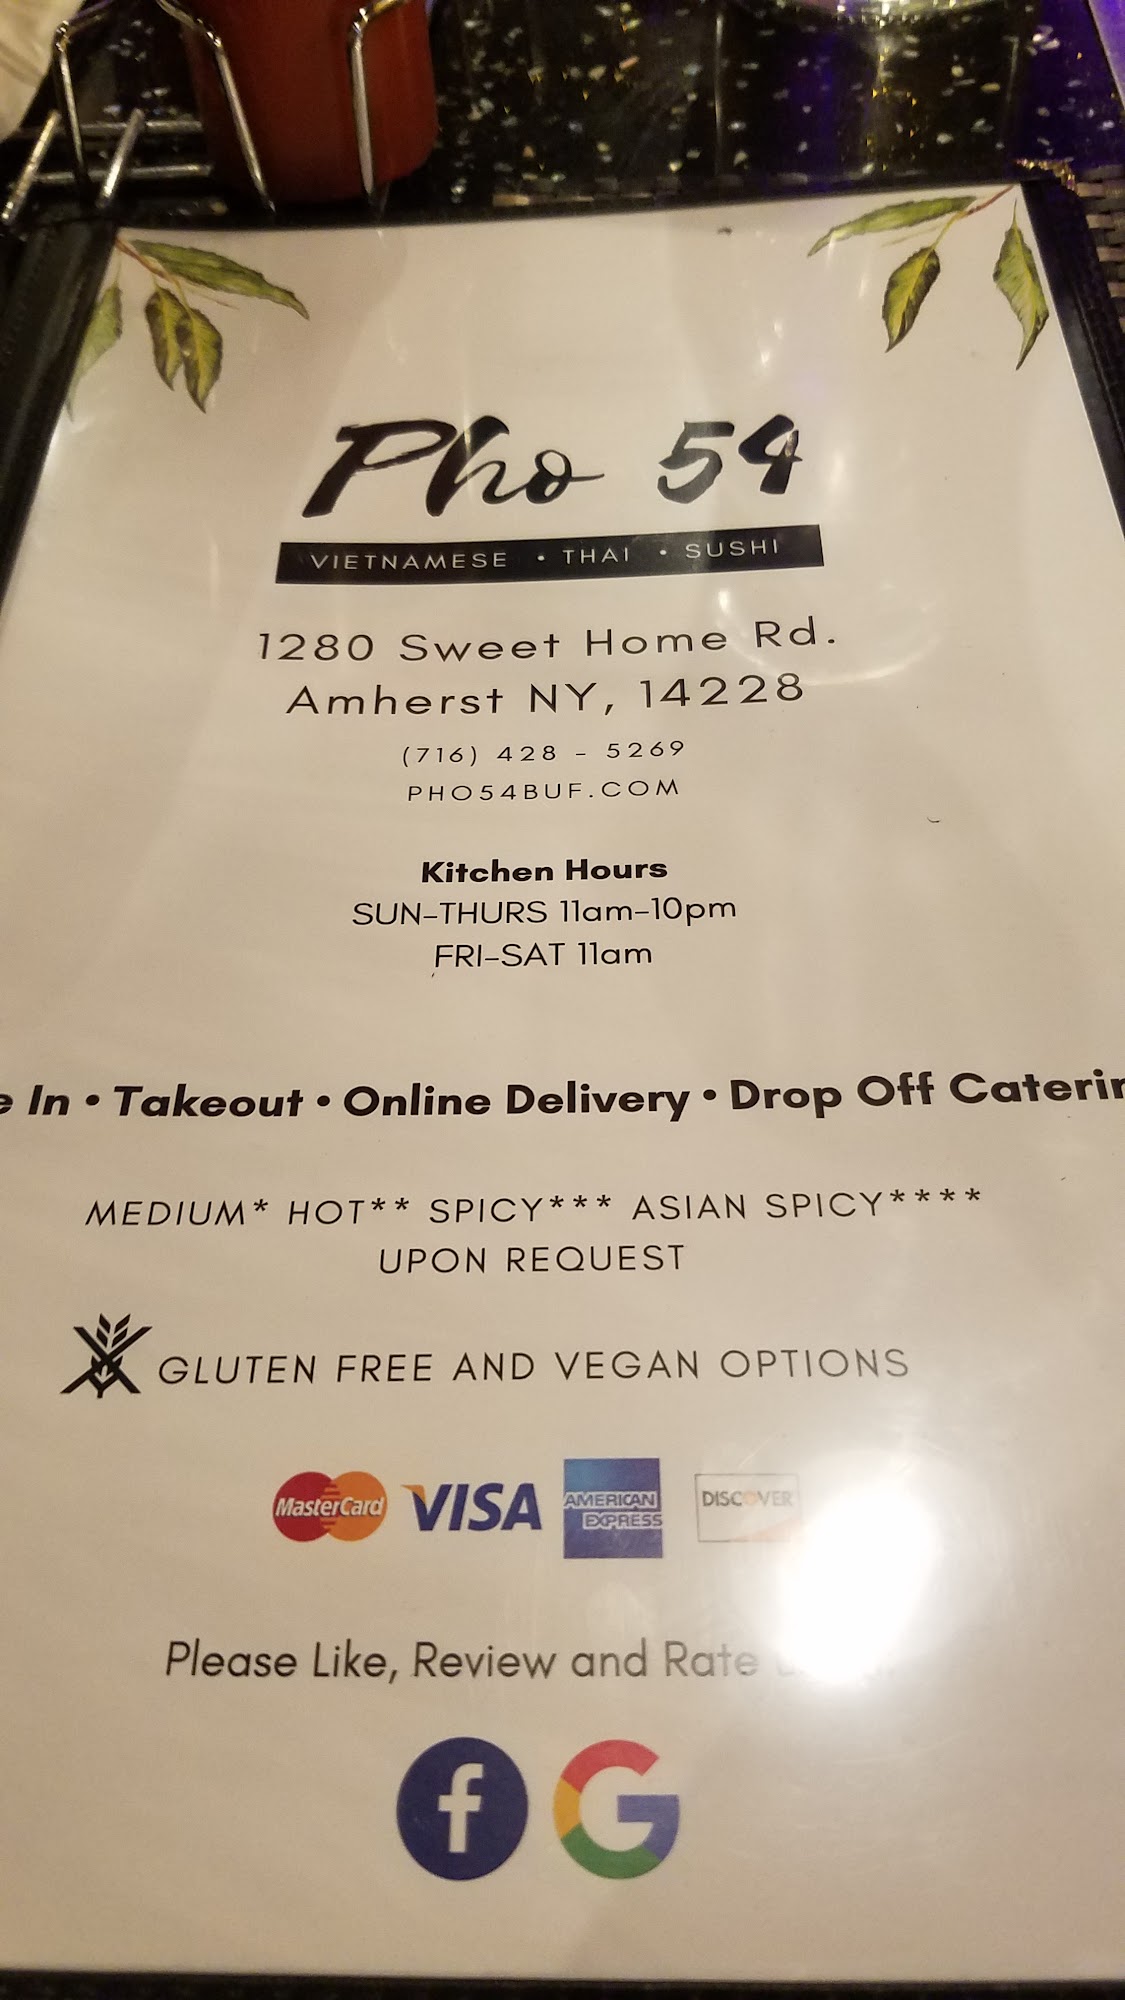 Pho 54
VIETNAMESE • THAI • SUSHI
1280 Sweet Home Rd.
Amherst NY, 14228
(716) 428 - 5269
PHO54BUF.COM
Kitchen Hours
SUN-THURS 11am-10pm
FRI-SAT 11am
e In • Takeout • Online Delivery • Drop Off Caterin
MEDIUM* HOT** SPICY*** ASIAN SPICY****
UPON REQUEST
GLUTEN FREE AND VEGAN OPTIONS
MasterCard VISA AMERICAN EXPRESS DISCOVER
Please Like, Review and Rate
f G